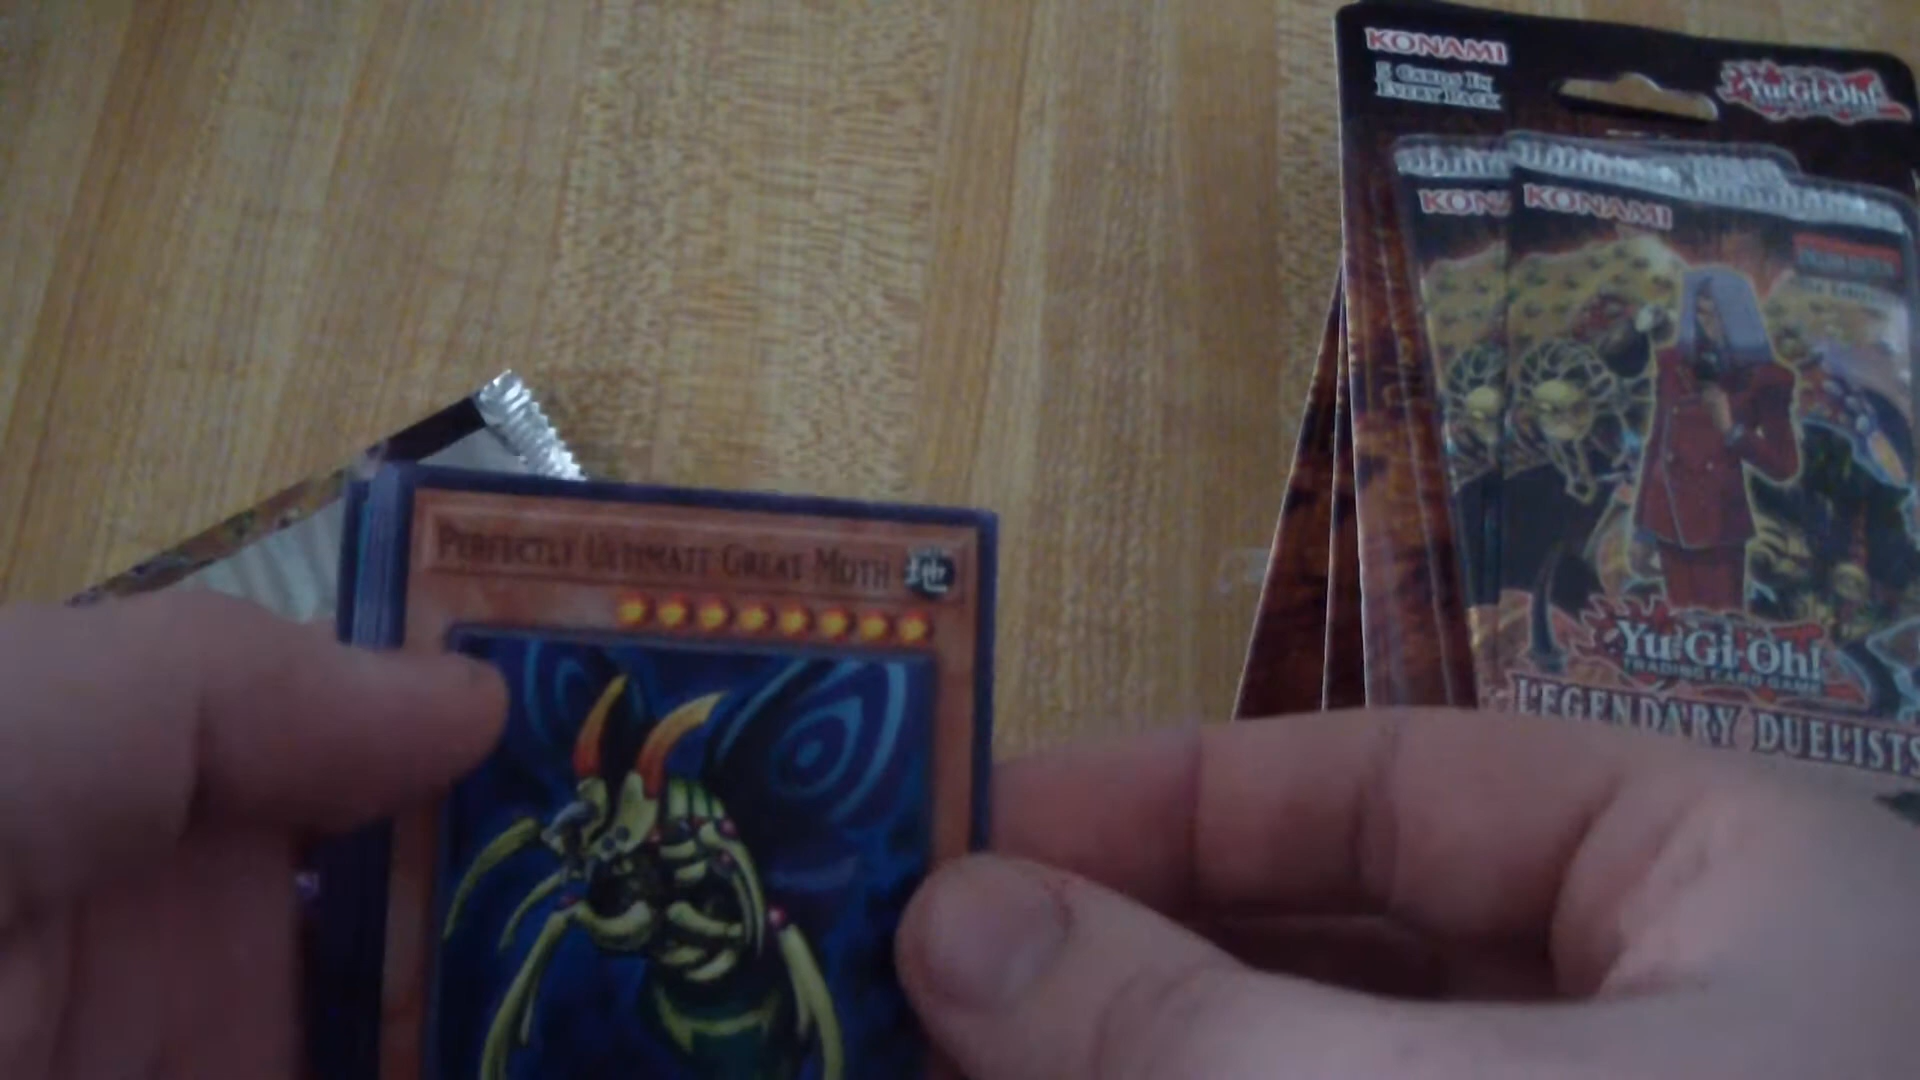 KONAMI
5 CARDS IN
EVERY PACK
Yu-Gi-Oh!
KONA
KONAMI
Yu-Gi-Oh!
TRADING CARD GAME
LEGENDARY DUELISTS
PERFECTLY ULTIMATE GREAT MOTH